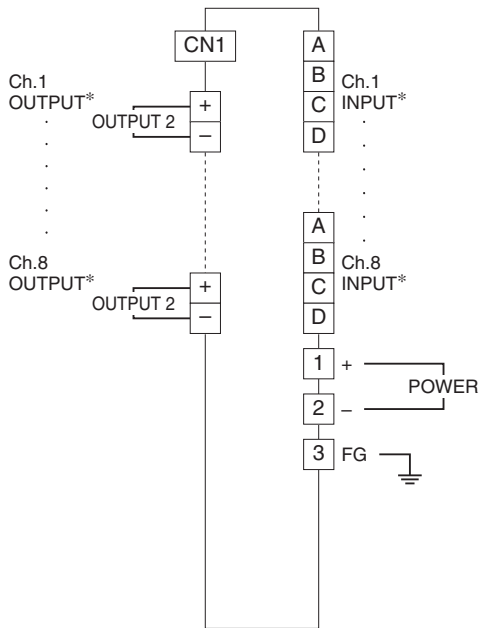 CN1
A
B
C
D
Ch.1
INPUT*
Ch.1
OUTPUT*
OUTPUT 2
+
–
A
B
C
D
Ch.8
INPUT*
Ch.8
OUTPUT*
OUTPUT 2
+
–
1 +
POWER
2 –
3 FG